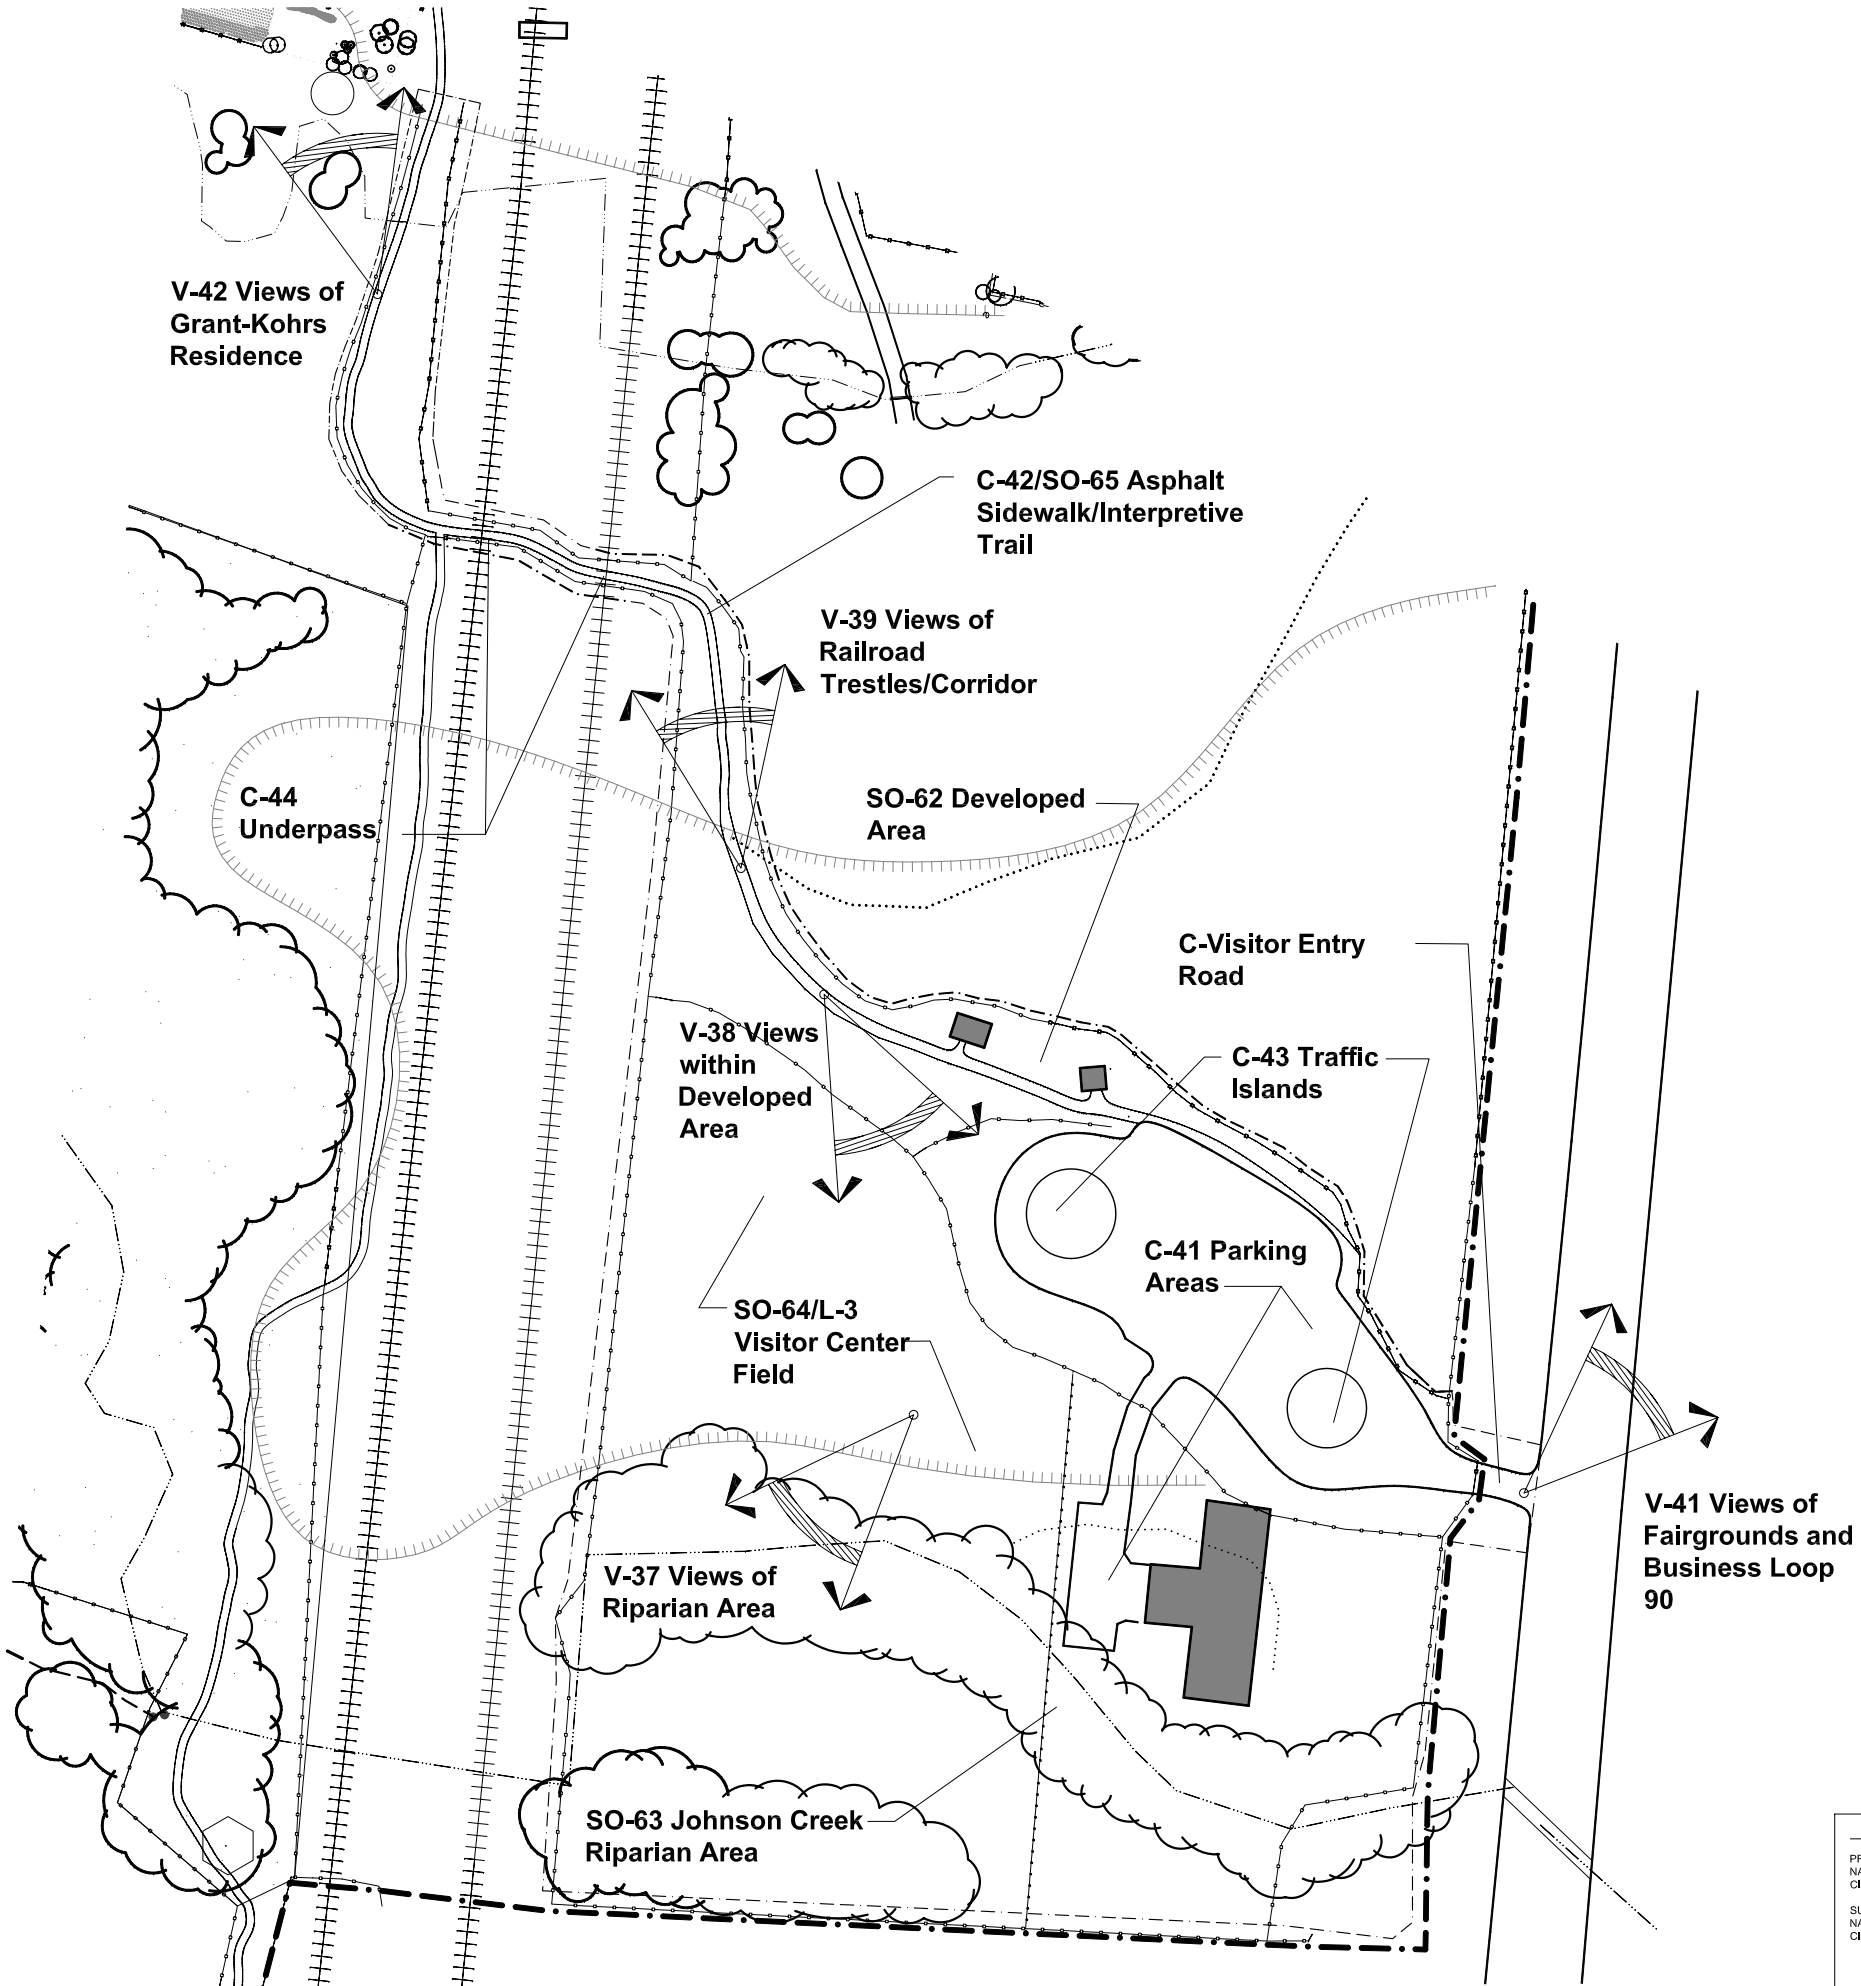 V-42 Views of
Grant-Kohrs
Residence
C-42/SO-65 Asphalt
Sidewalk/Interpretive
Trail
V-39 Views of
Railroad
Trestles/Corridor
C-44
Underpass
SO-62 Developed
Area
C-Visitor Entry
Road
V-38 Views
within
Developed
Area
C-43 Traffic
Islands
C-41 Parking
Areas
SO-64/L-3
Visitor Center
Field
V-41 Views of
Fairgrounds and
Business Loop
90
V-37 Views of
Riparian Area
SO-63 Johnson Creek
Riparian Area